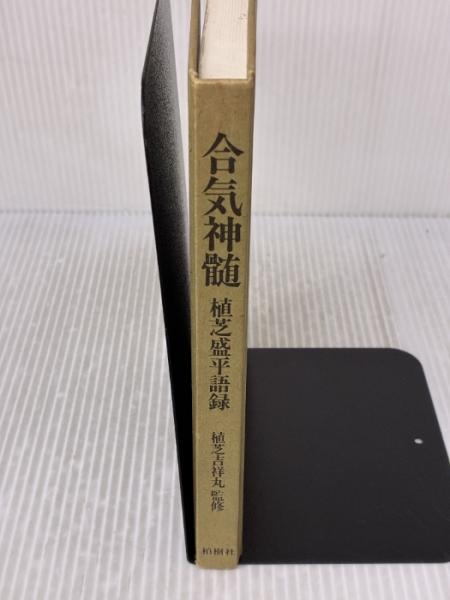 合気神髄
植芝盛平語録
植芝吉祥丸 監修
柏樹社